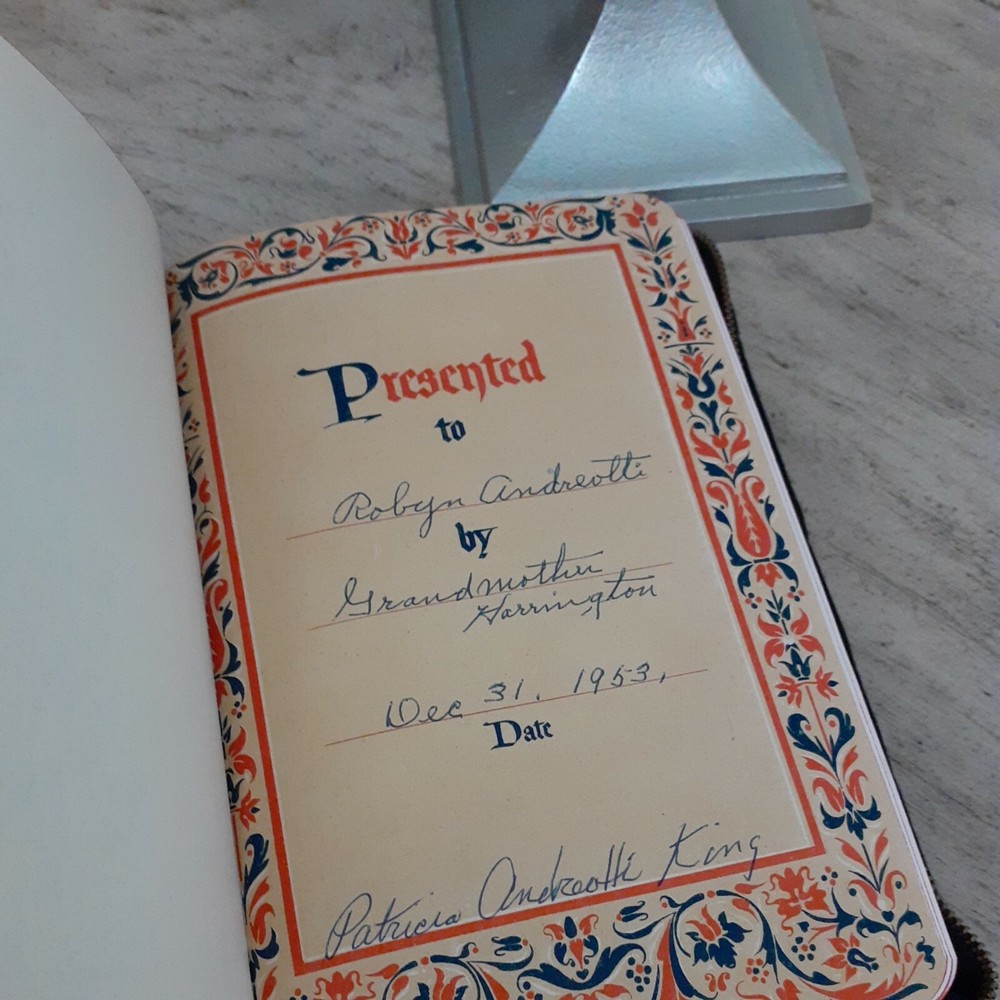 Presented
to
Robyn Andreotti
by
Grandmother
Harrington
Dec 31, 1953,
Date
Patricia Andreotti King